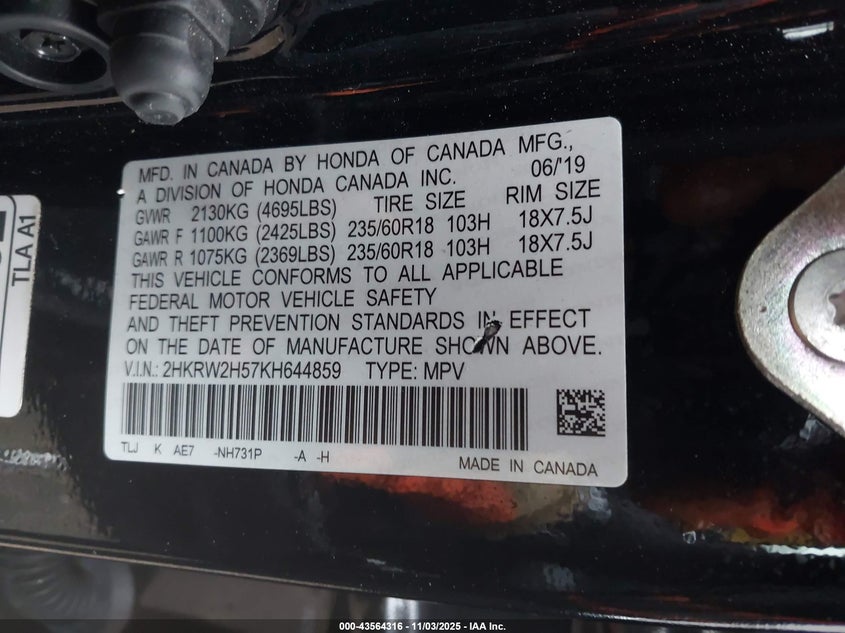 TLA A1
MFD. IN CANADA BY HONDA OF CANADA MFG.,
A DIVISION OF HONDA CANADA INC. 06/'19
GVWR 2130KG (4695LBS) TIRE SIZE RIM SIZE
GAWR F 1100KG (2425LBS) 235/60R18 103H 18X7.5J
GAWR R 1075KG (2369LBS) 235/60R18 103H 18X7.5J
THIS VEHICLE CONFORMS TO ALL APPLICABLE
FEDERAL MOTOR VEHICLE SAFETY
AND THEFT PREVENTION STANDARDS IN EFFECT
ON THE DATE OF MANUFACTURE SHOWN ABOVE.
V.I.N.: 2HKRW2H57KH644859 TYPE: MPV
TLJ K AE7 -NH731P -A -H
MADE IN CANADA
000-43564316 - 11/03/2025 - IAA Inc.